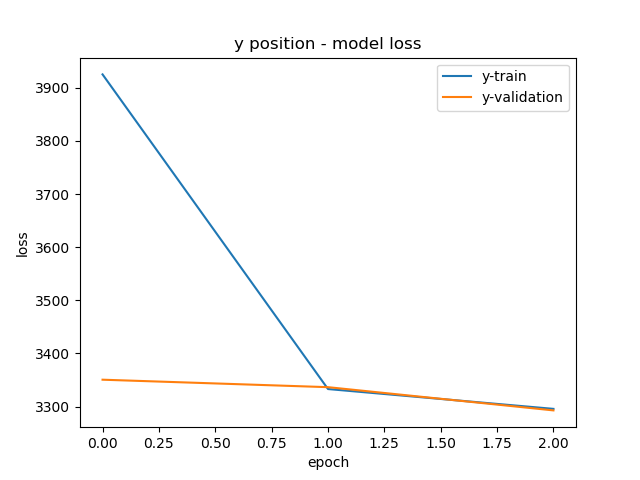 y position - model loss
y-train
y-validation
loss
3900
3800
3700
3600
3500
3400
3300
0.00 0.25 0.50 0.75 1.00 1.25 1.50 1.75 2.00
epoch